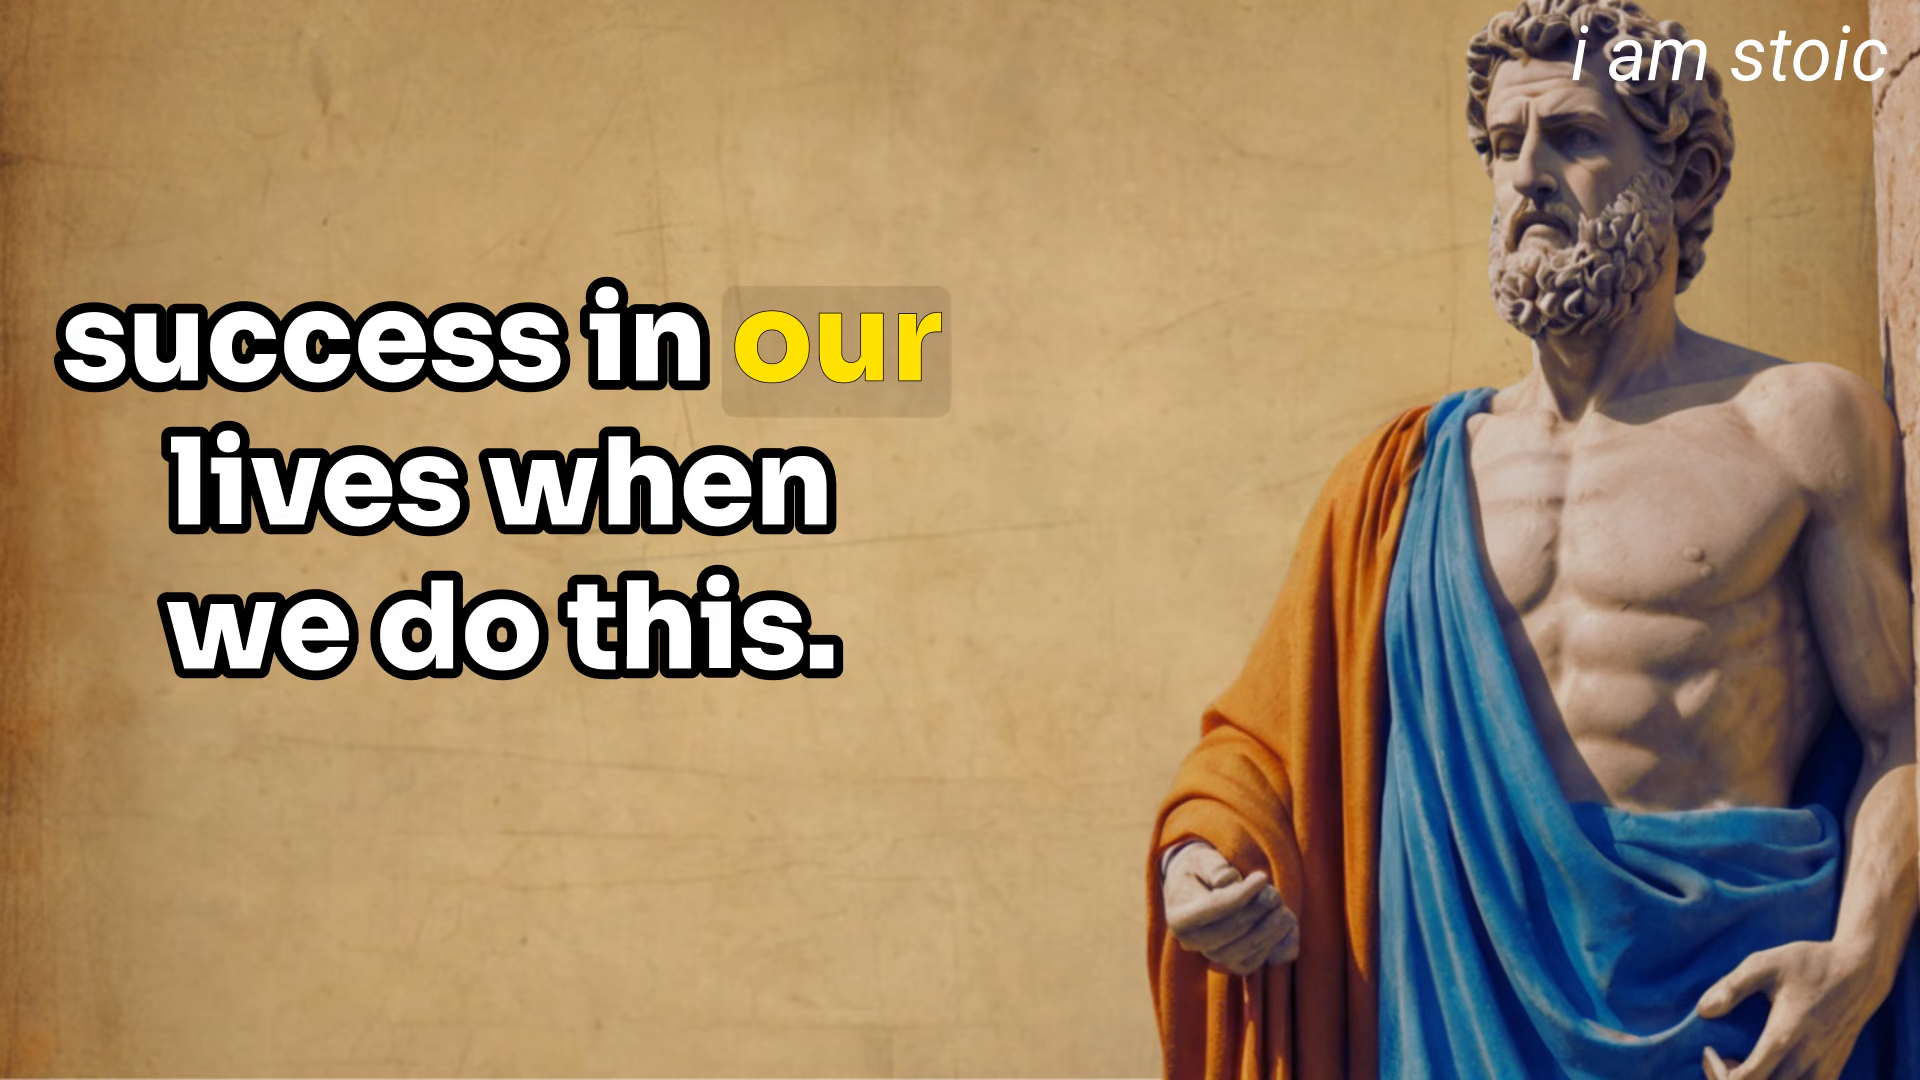 i am stoic
success in our
lives when
we do this.